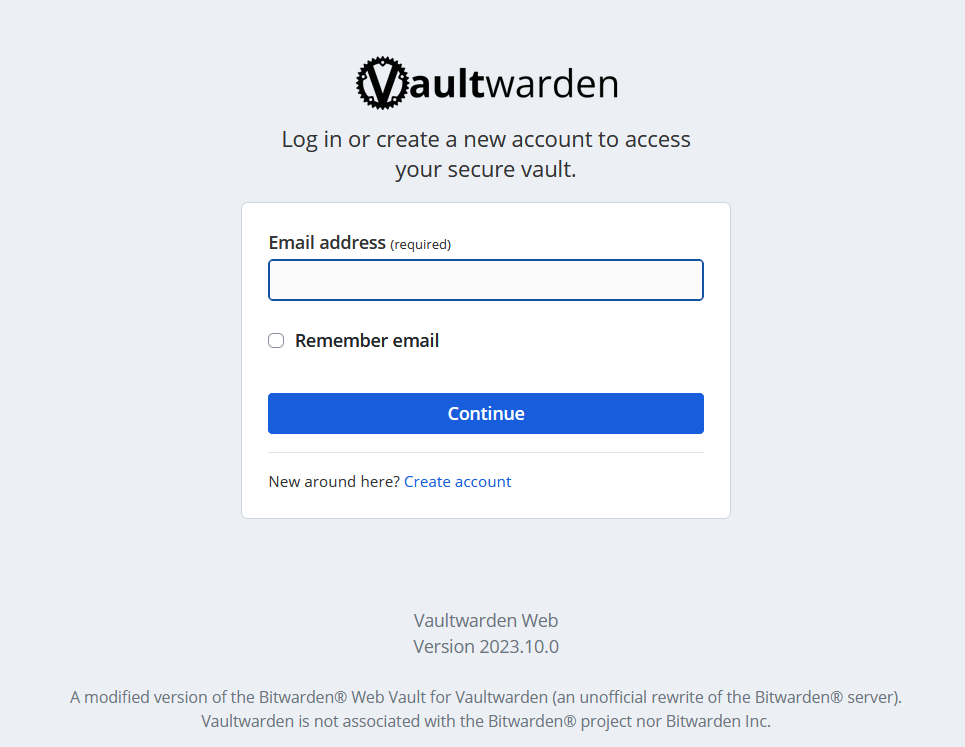 Vaultwarden
Log in or create a new account to access
your secure vault.
Email address (required)
Remember email
Continue
New around here? Create account
Vaultwarden Web
Version 2023.10.0
A modified version of the Bitwarden® Web Vault for Vaultwarden (an unofficial rewrite of the Bitwarden® server).
Vaultwarden is not associated with the Bitwarden® project nor Bitwarden Inc.